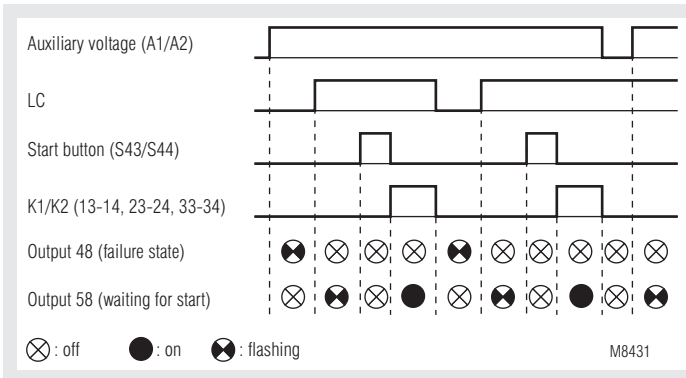 Auxiliary voltage (A1/A2)
LC
Start button (S43/S44)
K1/K2 (13-14, 23-24, 33-34)
Output 48 (failure state)
Output 58 (waiting for start)
: off : on : flashing
M8431